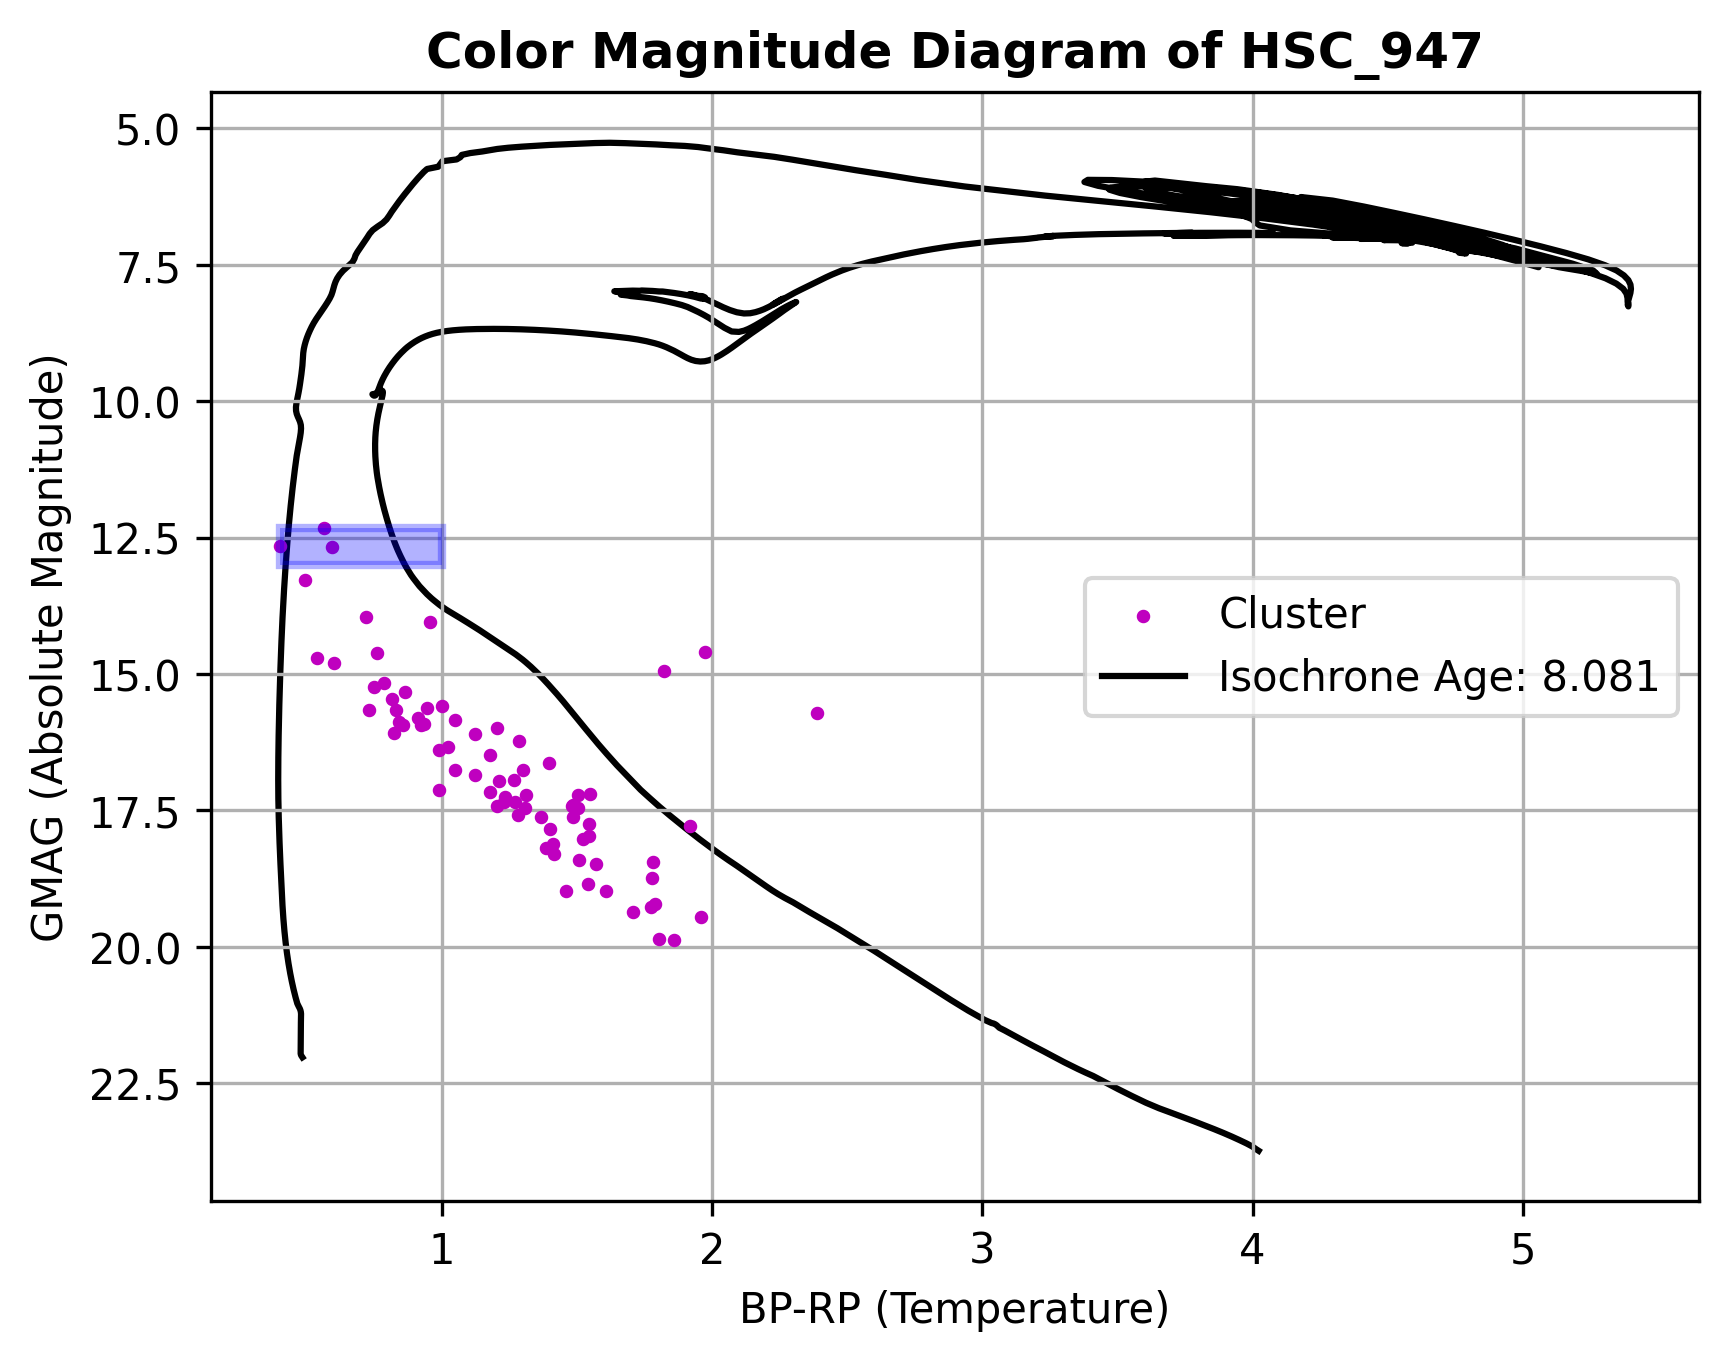 Color Magnitude Diagram of HSC_947
GMAG (Absolute Magnitude)
5.0
7.5
10.0
12.5
15.0
17.5
20.0
22.5
Cluster
Isochrone Age: 8.081
1 2 3 4 5
BP-RP (Temperature)